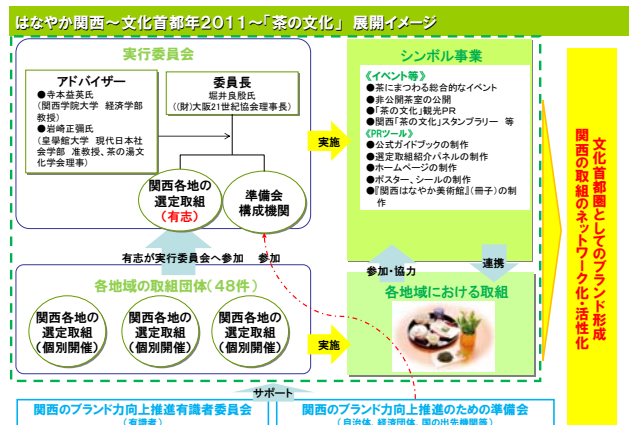 はなやか関西～文化首都年2011～「茶の文化」 展開イメージ
実行委員会
アドバイザー
●寺本益英氏
(関西学院大学 経済学部
教授)
●岩崎正彌氏
(皇學館大学 現代日本社
会学部 准教授、茶の湯文
化学会理事)
委員長
堀井良殷氏
((財)大阪21世紀協会理事長)
関西各地の
選定取組
(有志)
準備会
構成機関
実施
シンボル事業
《イベント等》
●茶にまつわる総合的なイベント
●非公開茶室の公開
●「茶の文化」観光PR
●関西「茶の文化」スタンプラリー 等
《PRツール》
●公式ガイドブックの制作
●選定取組紹介パネルの制作
●ホームページの制作
●ポスター、シールの制作
●『関西はなやか美術館』(冊子)の制
作
有志が実行委員会へ参加
参加
参加・協力
連携
各地域の取組団体(48件)
関西各地の
選定取組
(個別開催)
関西各地の
選定取組
(個別開催)
関西各地の
選定取組
(個別開催)
実施
各地域における取組
文化首都圏としてのブランド形成
関西の取組のネットワーク化・活性化
サポート
関西のブランド力向上推進有識者委員会
(有識者)
関西のブランド力向上推進のための準備会
(自治体、経済団体、国の出先機関等)